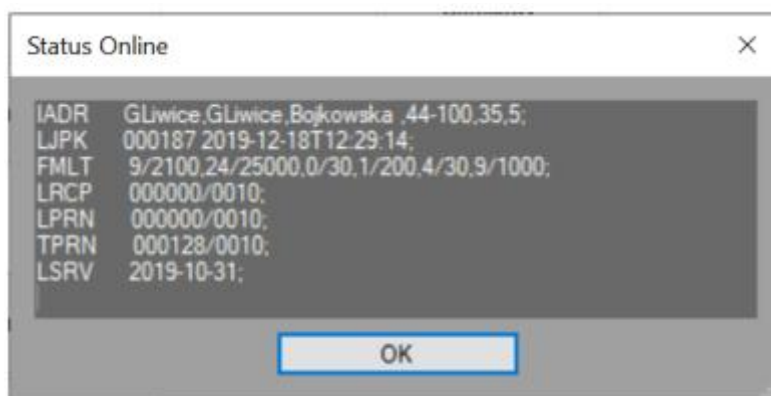 Status Online
IADR GLiwice,GLiwice,Bojkowska ,44-100,35,5;
LJPK 000187 2019-12-18T12:29:14;
FMLT 9/2100,24/25000,0/30,1/200,4/30,9/1000;
LRCP 000000/0010;
LPRN 000000/0010;
TPRN 000128/0010;
LSRV 2019-10-31;
OK